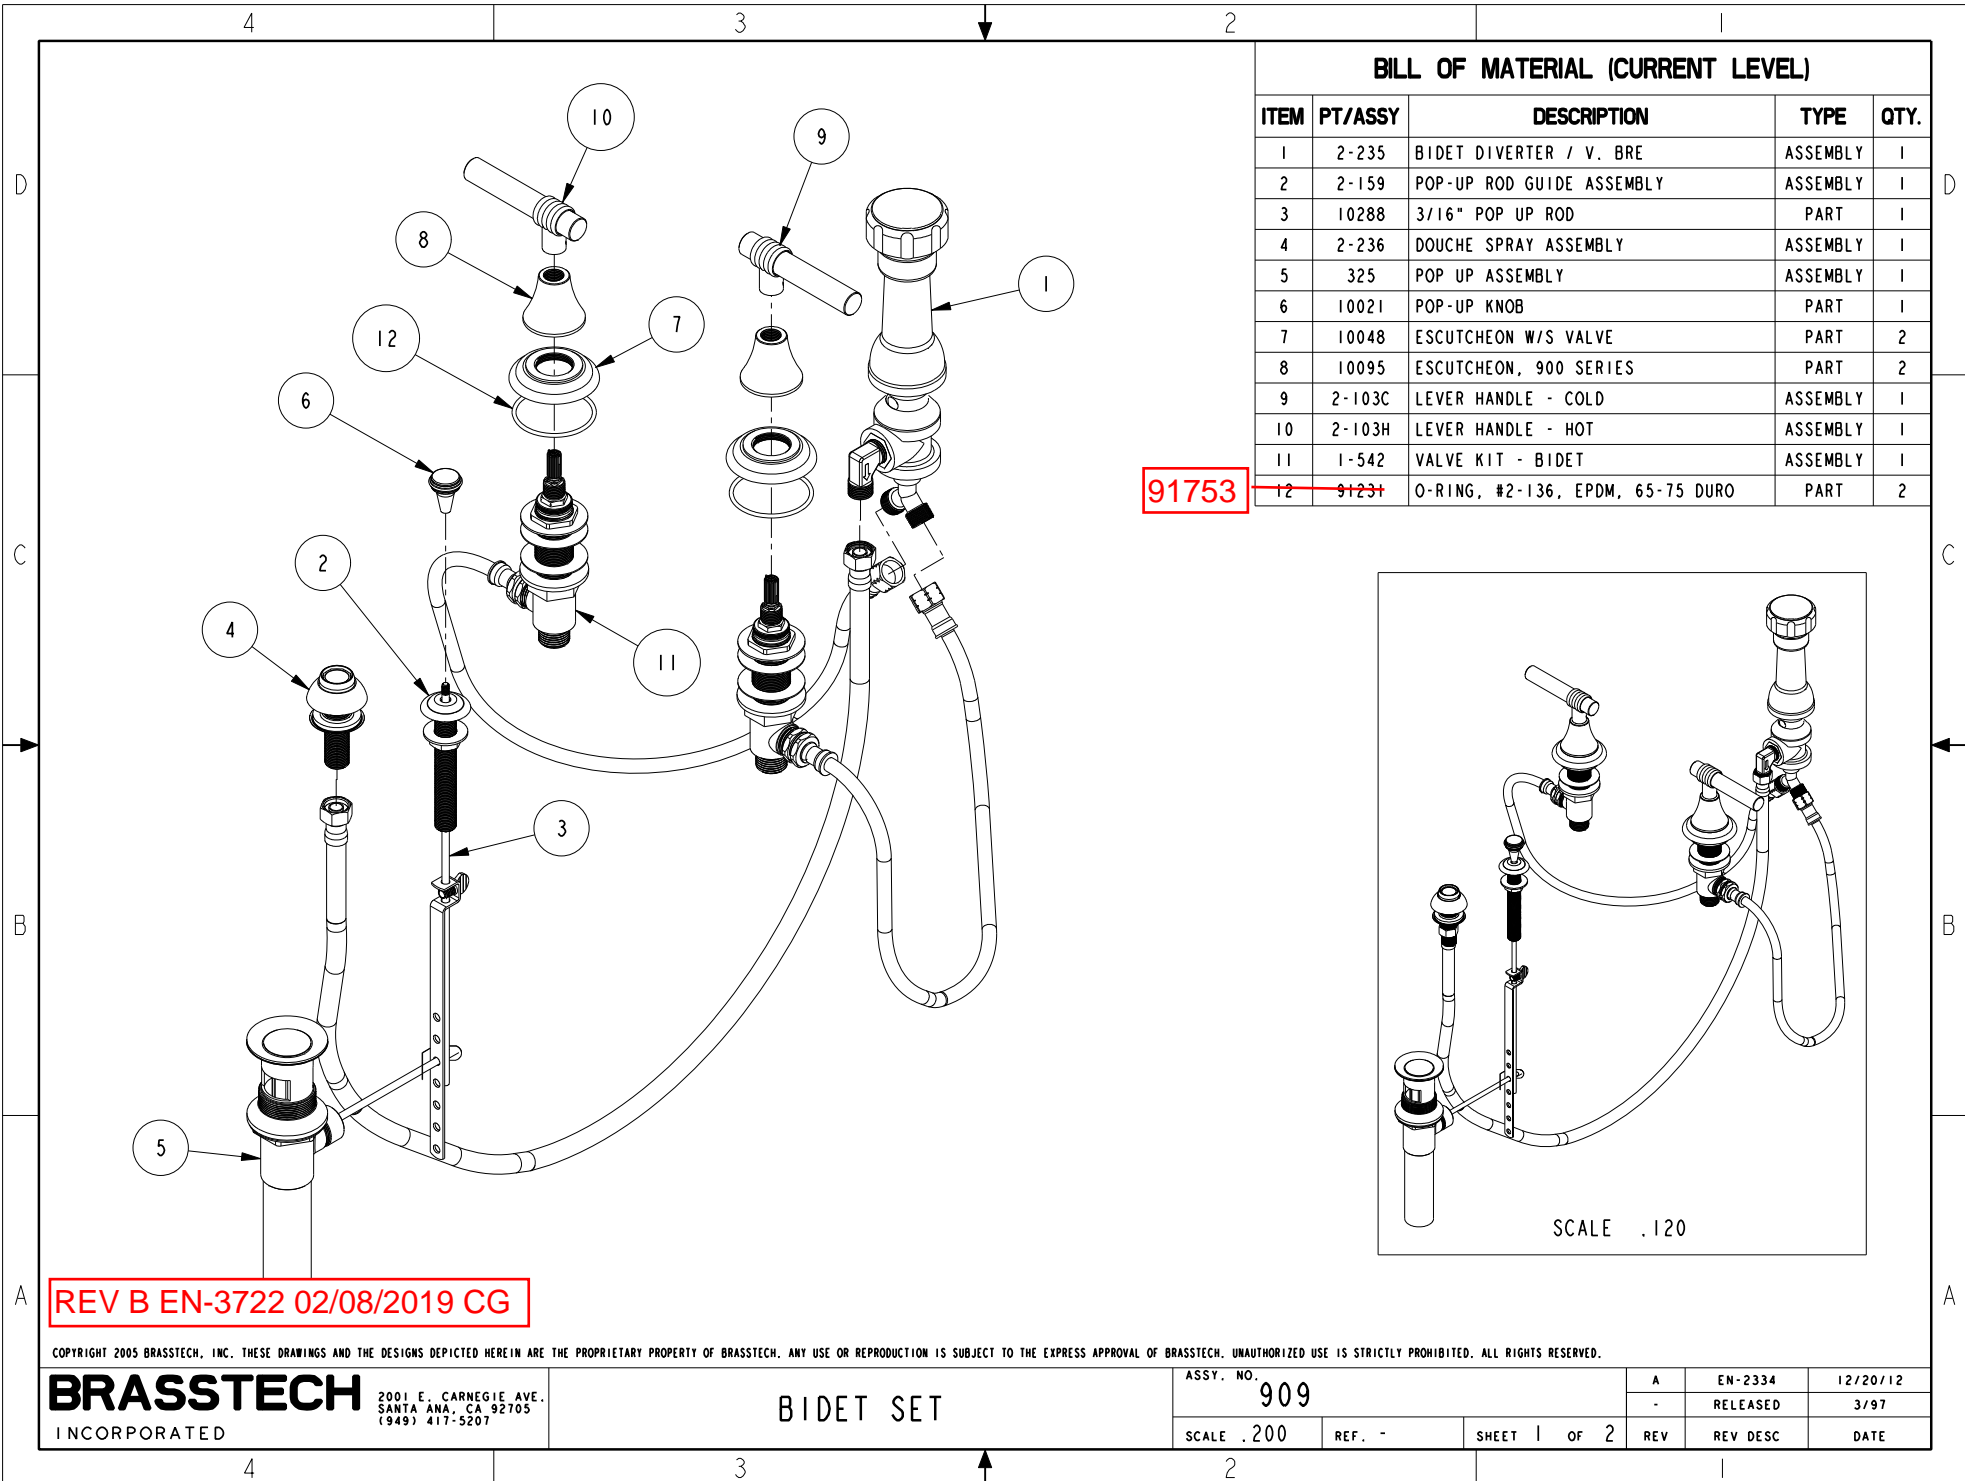 4 3 2 1
BILL OF MATERIAL (CURRENT LEVEL)
ITEM PT/ASSY DESCRIPTION TYPE QTY.
1 2-235 BIDET DIVERTER / V. BRE ASSEMBLY 1
2 2-159 POP-UP ROD GUIDE ASSEMBLY ASSEMBLY 1
3 10288 3/16" POP UP ROD PART 1
4 2-236 DOUCHE SPRAY ASSEMBLY ASSEMBLY 1
5 325 POP UP ASSEMBLY ASSEMBLY 1
6 10021 POP-UP KNOB PART 1
7 10048 ESCUTCHEON W/S VALVE PART 2
8 10095 ESCUTCHEON, 900 SERIES PART 2
9 2-103C LEVER HANDLE - COLD ASSEMBLY 1
10 2-103H LEVER HANDLE - HOT ASSEMBLY 1
11 1-542 VALVE KIT - BIDET ASSEMBLY 1
12 91231 O-RING, #2-136, EPDM, 65-75 DURO PART 2
91753
10
9
8
1
7
12
6
2
4
11
3
5
D D
C C
B B
A A
SCALE .120
REV B EN-3722 02/08/2019 CG
COPYRIGHT 2005 BRASSTECH, INC. THESE DRAWINGS AND THE DESIGNS DEPICTED HEREIN ARE THE PROPRIETARY PROPERTY OF BRASSTECH. ANY USE OR REPRODUCTION IS SUBJECT TO THE EXPRESS APPROVAL OF BRASSTECH. UNAUTHORIZED USE IS STRICTLY PROHIBITED. ALL RIGHTS RESERVED.
BRASSTECH
INCORPORATED
2001 E. CARNEGIE AVE.
SANTA ANA, CA 92705
(949) 417-5207
BIDET SET
ASSY. NO. 909
SCALE .200 REF. - SHEET 1 OF 2
A EN-2334 12/20/12
- RELEASED 3/97
REV REV DESC DATE
4 3 2 1